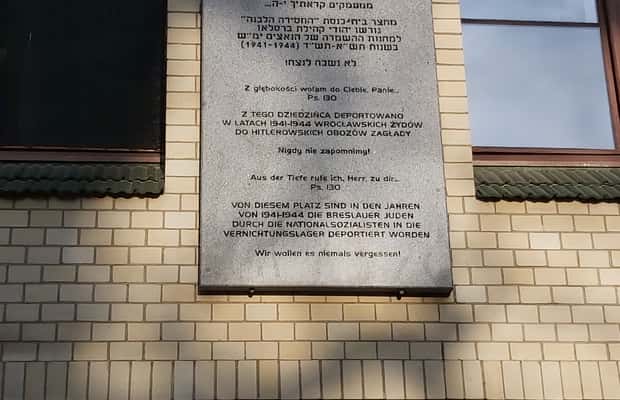 ממעמקים קראתיך י-ה...
מחצר בית-כנסת "החסידה הלבנה"
גורשו יהודי קהילת ברסלאו
למחנות ההשמדה של הנאצים ימ"ש
בשנות תש"א-תש"ד (1941-1944)
לא נשכח לנצח!
Z głębokości wołam do Ciebie, Panie...
Ps. 130
Z TEGO DZIEDZIŃCA DEPORTOWANO
W LATACH 1941-1944 WROCŁAWSKICH ŻYDÓW
DO HITLEROWSKICH OBOZÓW ZAGŁADY
Nigdy nie zapomnimy!
Aus der Tiefe rufe ich, Herr, zu dir...
Ps. 130
VON DIESEM PLATZ SIND IN DEN JAHREN
VON 1941-1944 DIE BRESLAUER JUDEN
DURCH DIE NATIONALSOZIALISTEN IN DIE
VERNICHTUNGSLAGER DEPORTIERT WORDEN
Wir wollen es niemals vergessen!